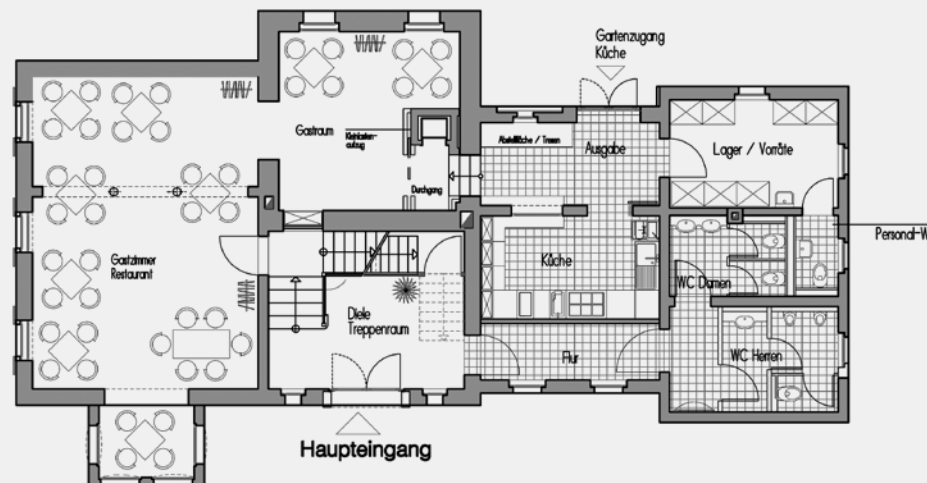 Gartenzugang
Küche
Gastraum
Kleinlasten-
aufzug
Abstellfläche / Tresen
Ausgabe
Lager / Vorräte
Durchgang
Personal-W
Gastzimmer
Restaurant
Küche
WC Damen
Diele
Treppenraum
Flur
WC Herren
Haupteingang